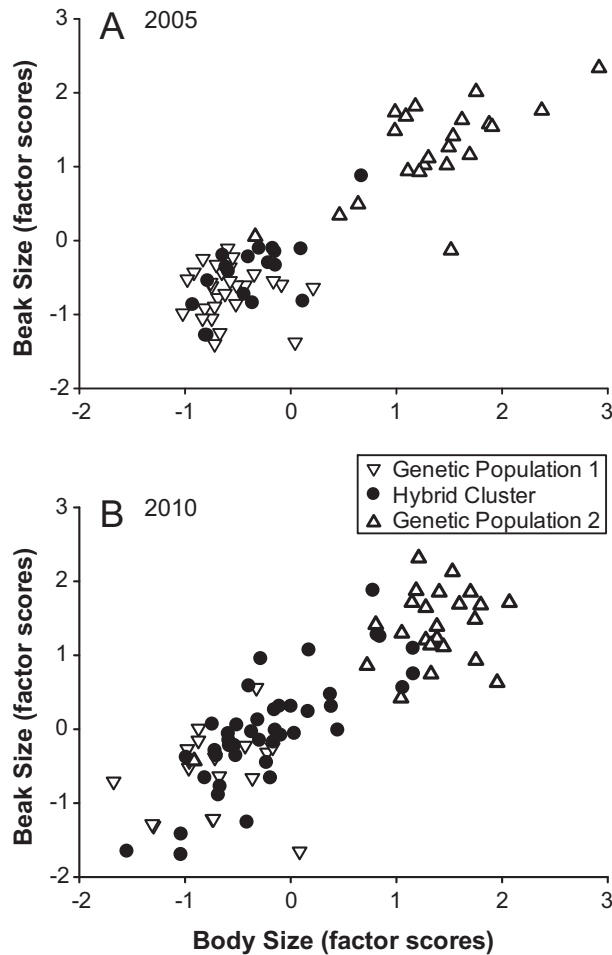 A 2005
Beak Size (factor scores)
3
2
1
0
-1
-2
-2 -1 0 1 2 3
Genetic Population 1
Hybrid Cluster
Genetic Population 2
B 2010
Beak Size (factor scores)
3
2
1
0
-1
-2
-2 -1 0 1 2 3
Body Size (factor scores)